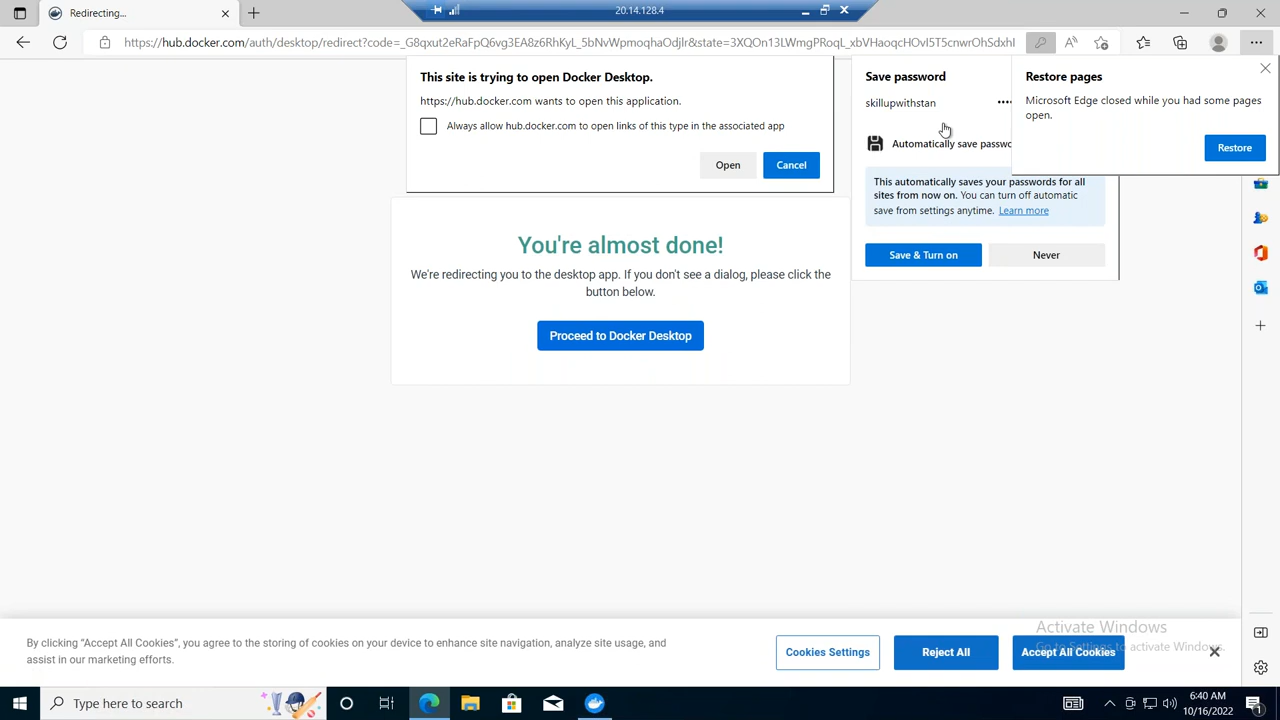 Redirecting...
20.14.128.4
https://hub.docker.com/auth/desktop/redirect?code=_G8qxut2eRaFpQ6vg3EA8z6RhKyL_5bNvWpmoqhaOdjlr&state=3XQOn13LWmgPRoqL_xbVHaoqcHOvI5T5cnwrOhSdxhI
This site is trying to open Docker Desktop.
https://hub.docker.com wants to open this application.
Always allow hub.docker.com to open links of this type in the associated app
Open
Cancel
Save password
skillupwithstan
Automatically save passwo
This automatically saves your passwords for all
sites from now on. You can turn off automatic
save from settings anytime. Learn more
Save & Turn on
Never
Restore pages
Microsoft Edge closed while you had some pages
open.
Restore
You're almost done!
We're redirecting you to the desktop app. If you don't see a dialog, please click the
button below.
Proceed to Docker Desktop
By clicking “Accept All Cookies”, you agree to the storing of cookies on your device to enhance site navigation, analyze site usage, and
assist in our marketing efforts.
Cookies Settings
Reject All
Accept All Cookies
Activate Windows
Go to Settings to activate Windows.
Type here to search
6:40 AM
10/16/2022
1